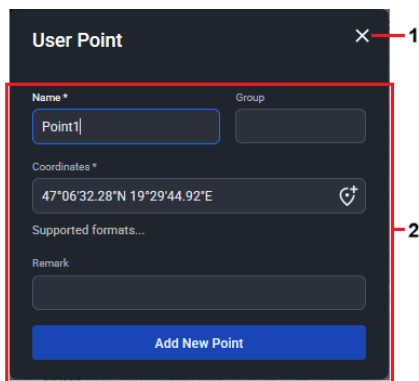 User Point
1
Name * Group
Point1
Coordinates *
47°06'32.28"N 19°29'44.92"E
Supported formats...
2
Remark
Add New Point